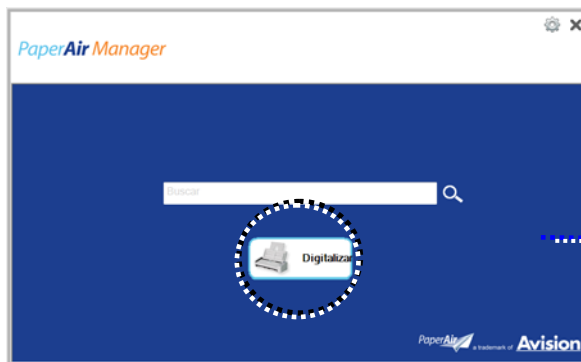 PaperAir Manager
Buscar
Digitalizar
PaperAir a trademark of Avision